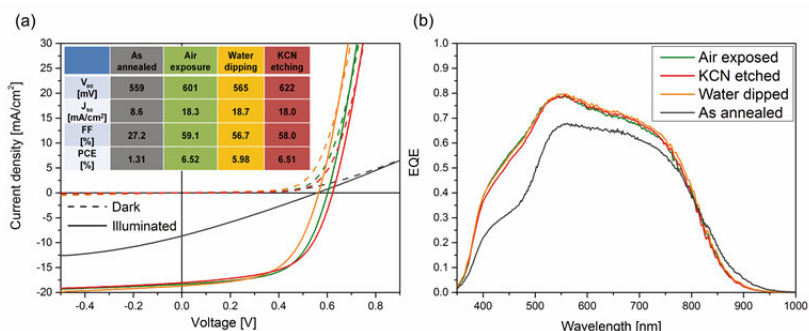 (a)
30
25
20
15
10
5
0
-5
-10
-15
-20
Current density [mA/cm²]
-0.4 -0.2 0.0 0.2 0.4 0.6 0.8
Voltage [V]
As annealed Air exposure Water dipping KCN etching
Voc [mV] 559 601 565 622
Jsc [mA/cm²] 8.6 18.3 18.7 18.0
FF [%] 27.2 59.1 56.7 58.0
PCE [%] 1.31 6.52 5.98 6.51
Dark
Illuminated
(b)
1.0
0.9
0.8
0.7
0.6
0.5
0.4
0.3
0.2
0.1
0.0
EQE
400 500 600 700 800 900 1000
Wavelength [nm]
Air exposed
KCN etched
Water dipped
As annealed